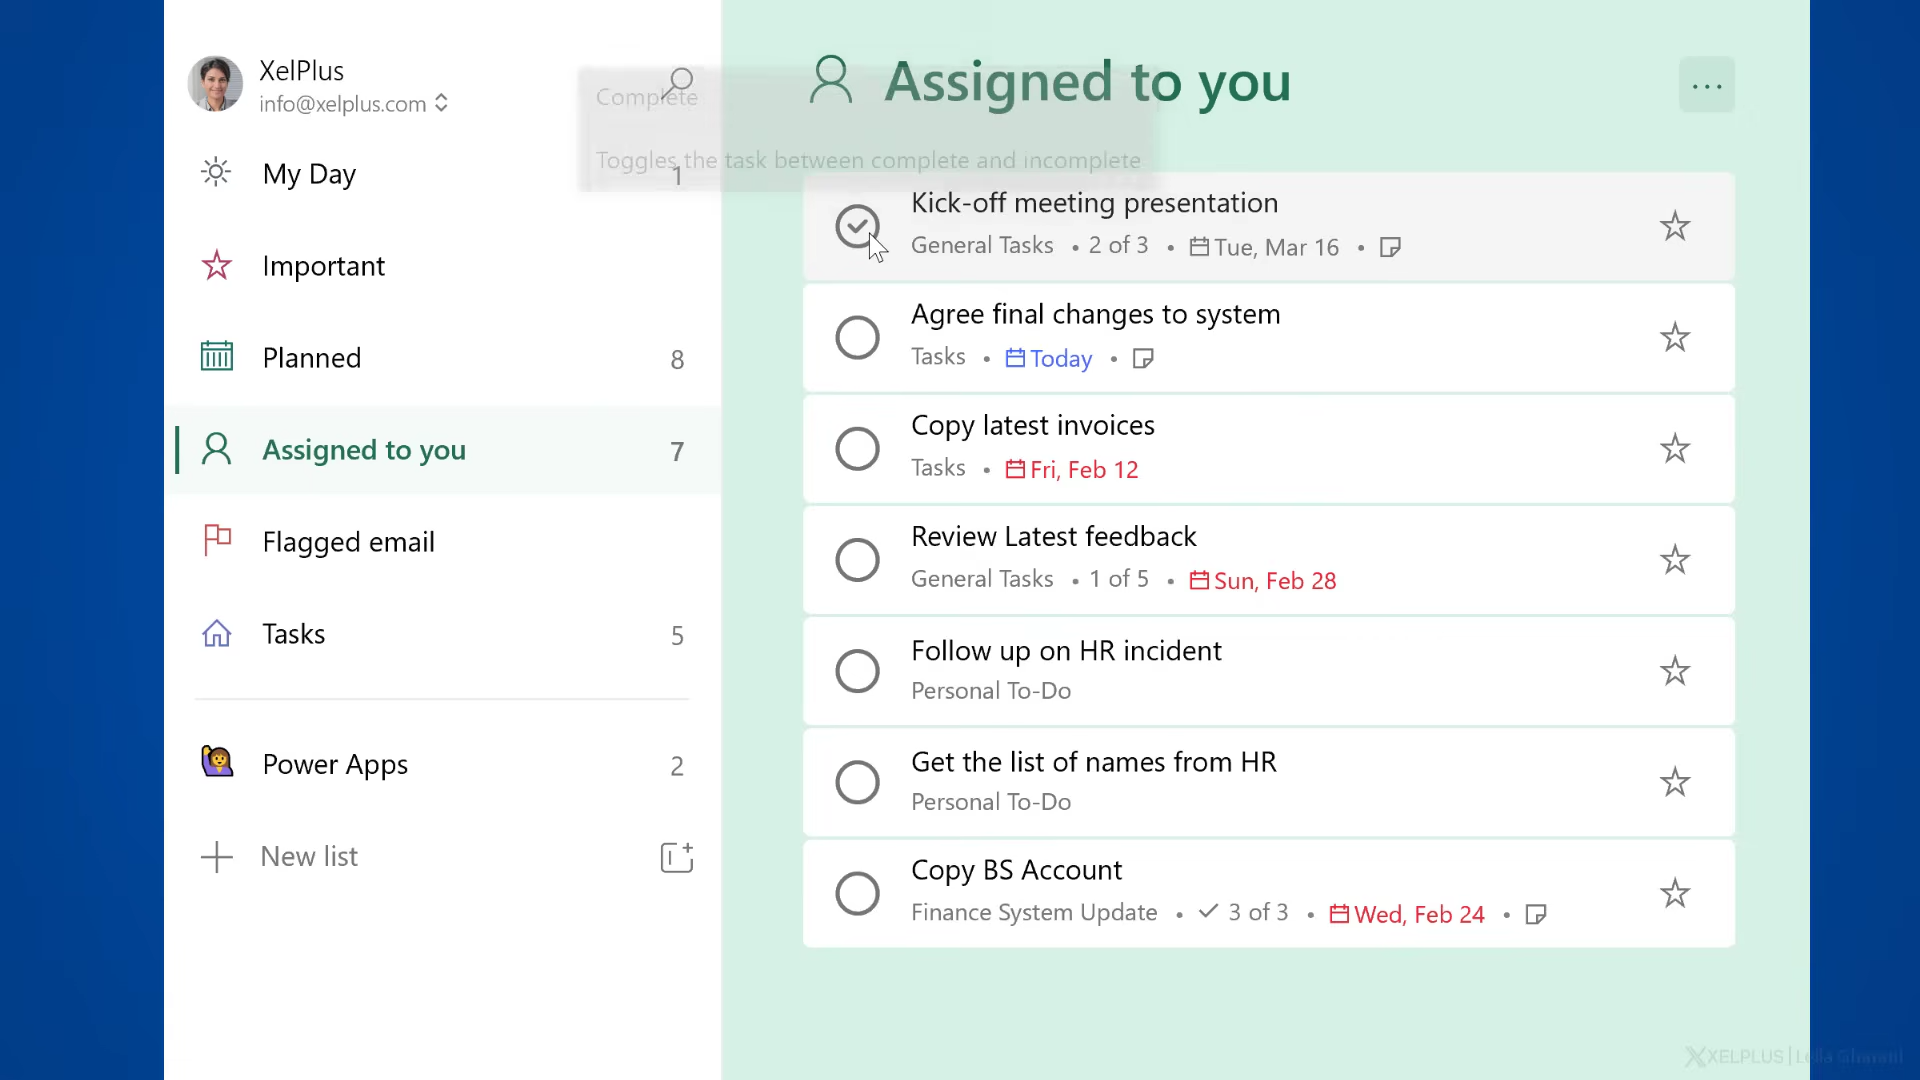 XelPlus
info@xelplus.com
My Day 1
Important
Planned 8
Assigned to you 7
Flagged email
Tasks 5
Power Apps 2
New list
Complete
Toggles the task between complete and incomplete
Assigned to you
Kick-off meeting presentation
General Tasks • 2 of 3 • Tue, Mar 16 •
Agree final changes to system
Tasks • Today •
Copy latest invoices
Tasks • Fri, Feb 12
Review Latest feedback
General Tasks • 1 of 5 • Sun, Feb 28
Follow up on HR incident
Personal To-Do
Get the list of names from HR
Personal To-Do
Copy BS Account
Finance System Update • 3 of 3 • Wed, Feb 24 •
XELPLUS | Leila Gharani